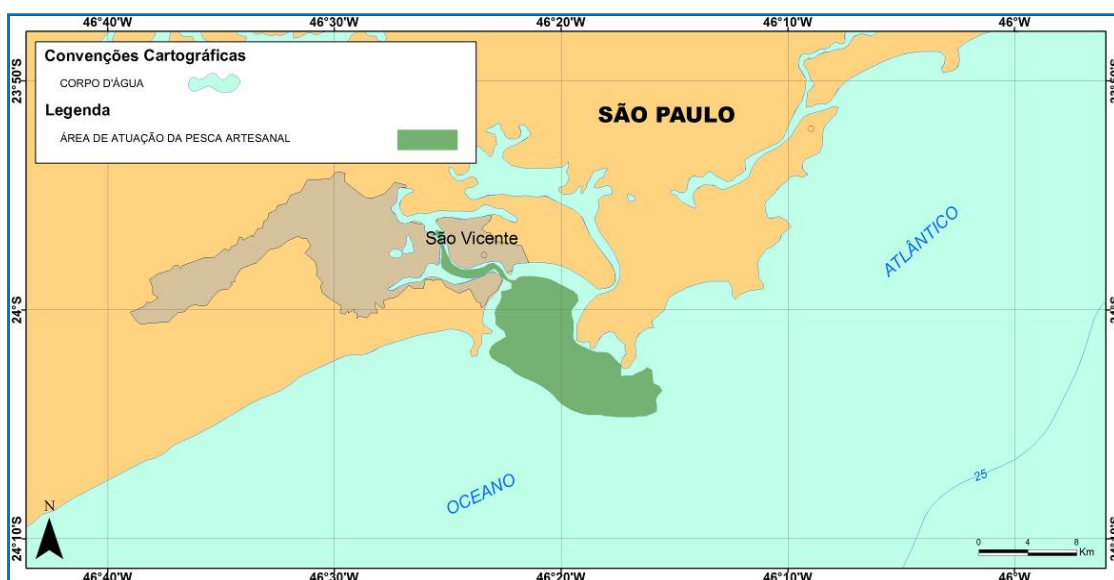 46°40'W 46°30'W 46°20'W 46°10'W 46°W
Convenções Cartográficas
CORPO D'ÁGUA
Legenda
ÁREA DE ATUAÇÃO DA PESCA ARTESANAL
23°50'S
SÃO PAULO
São Vicente
ATLÂNTICO
24°S 24°S
OCEANO
25
N
0 4 8
Km
24°10'S
46°40'W 46°30'W 46°20'W 46°10'W 46°W